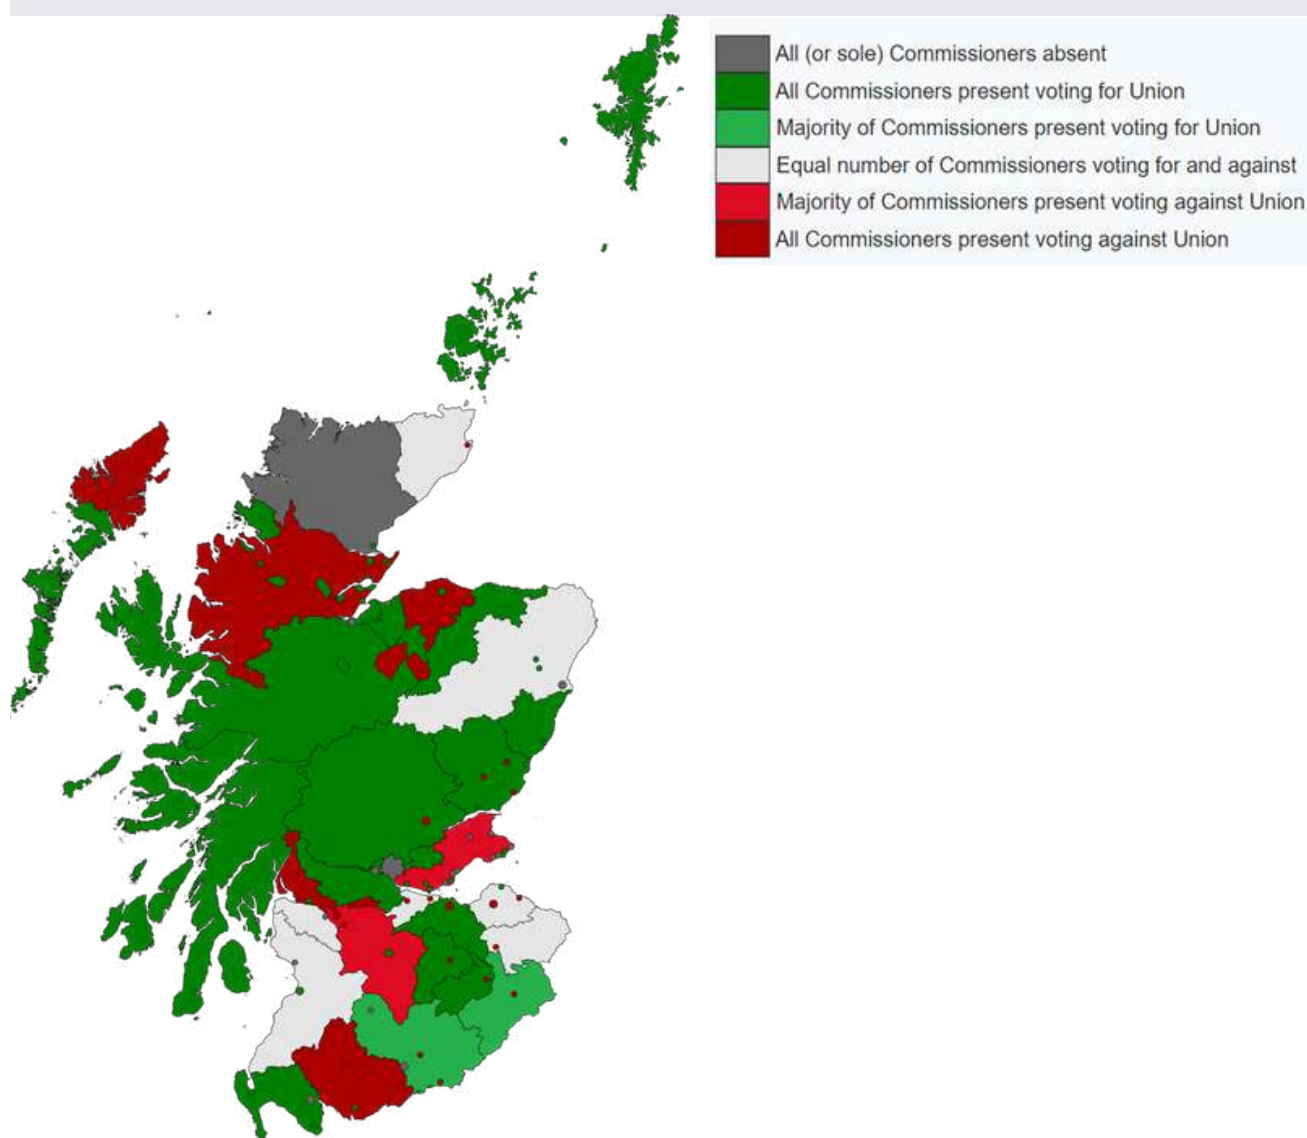 All (or sole) Commissioners absent
All Commissioners present voting for Union
Majority of Commissioners present voting for Union
Equal number of Commissioners voting for and against
Majority of Commissioners present voting against Union
All Commissioners present voting against Union